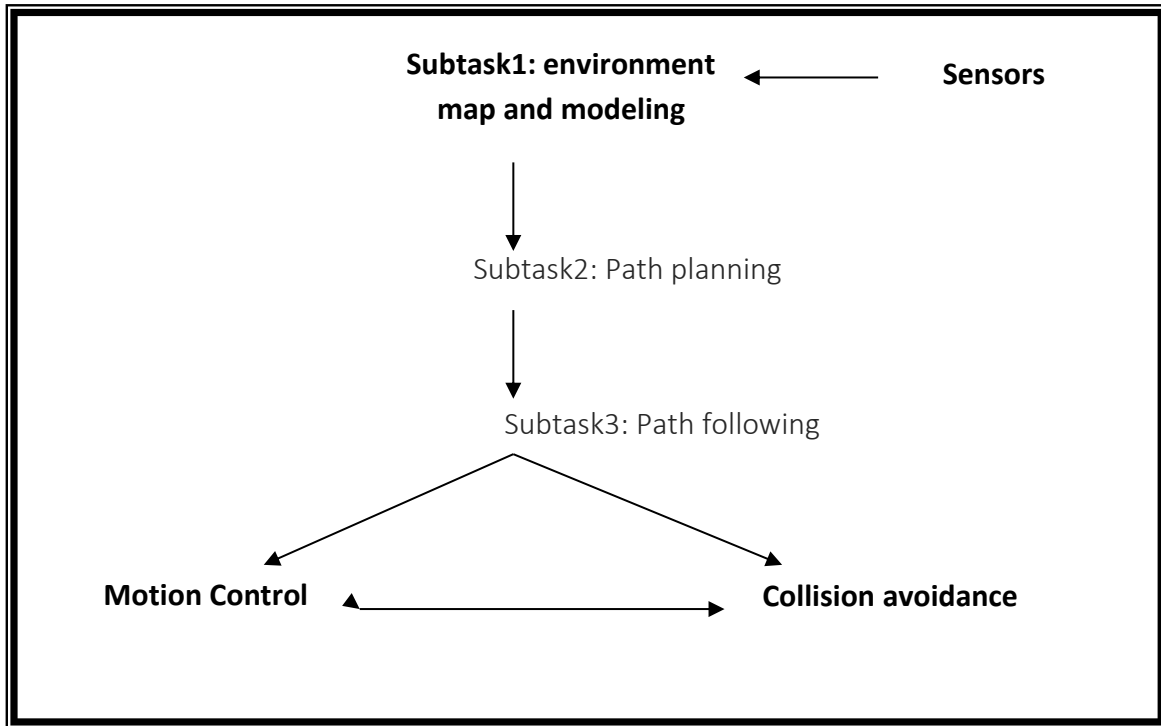 Subtask1: environment
map and modeling
Sensors
Subtask2: Path planning
Subtask3: Path following
Motion Control
Collision avoidance